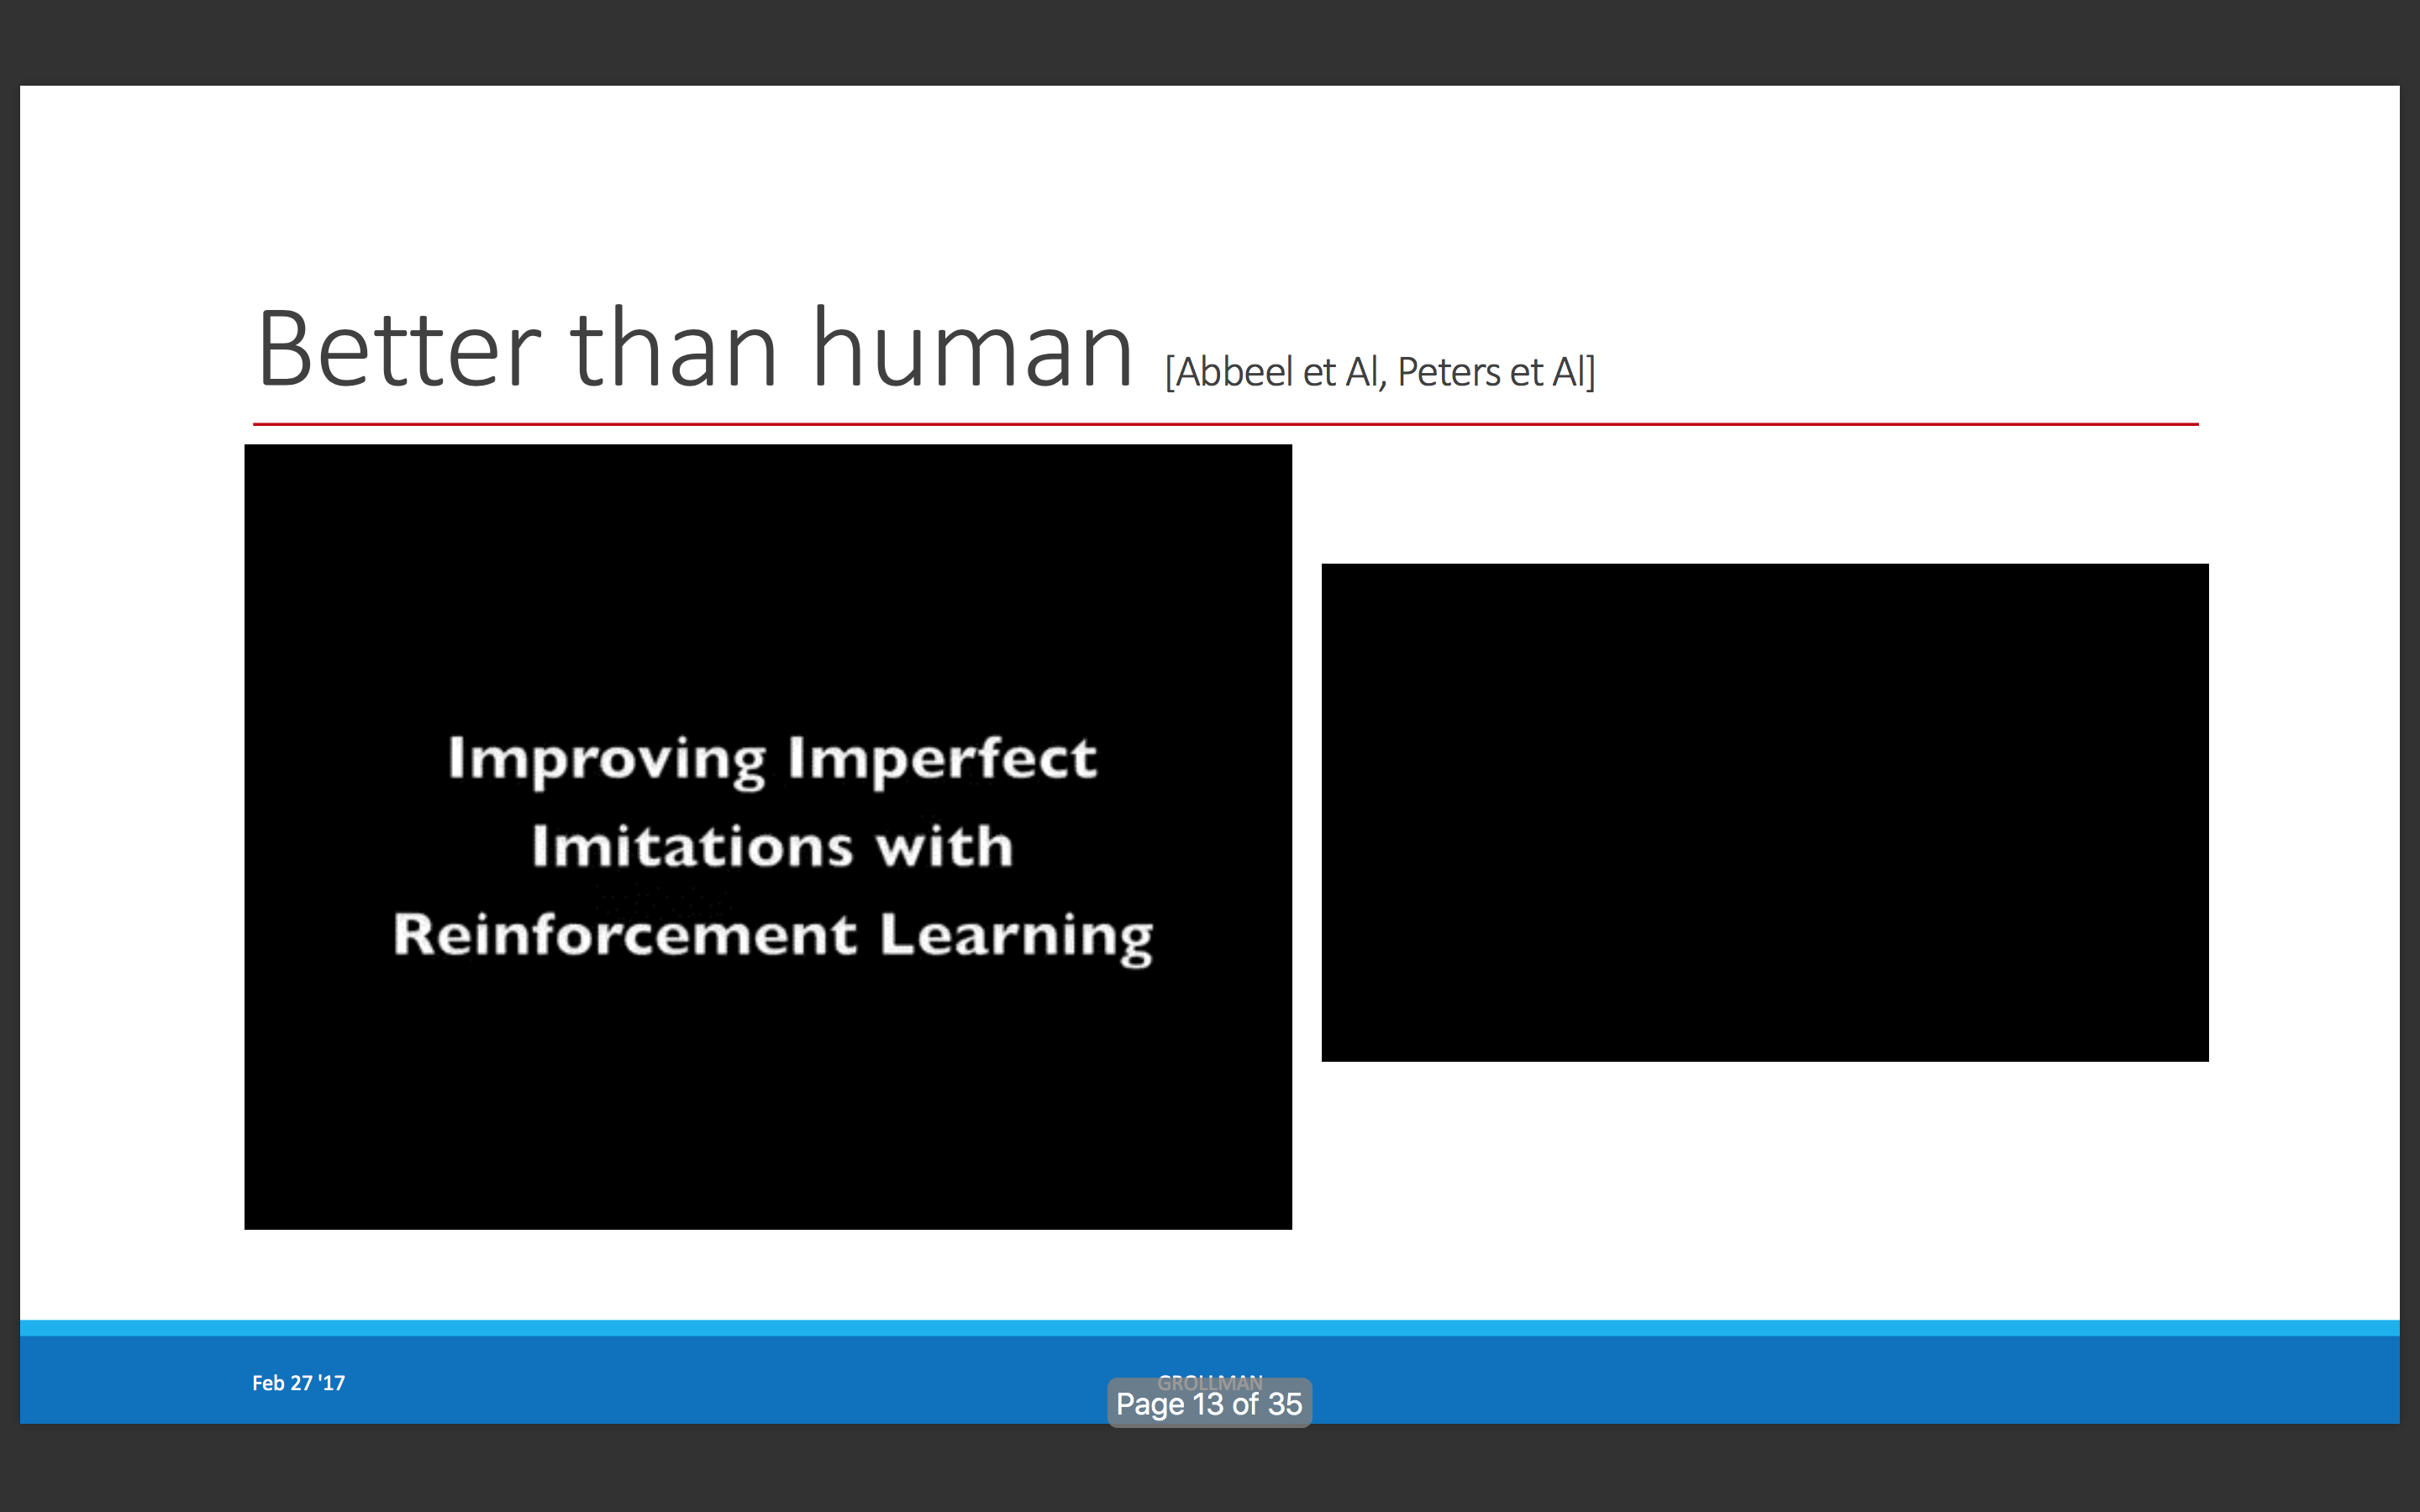 Better than human [Abbeel et Al, Peters et Al]
Improving Imperfect
Imitations with
Reinforcement Learning
Feb 27 '17
GROLLMAN
Page 13 of 35